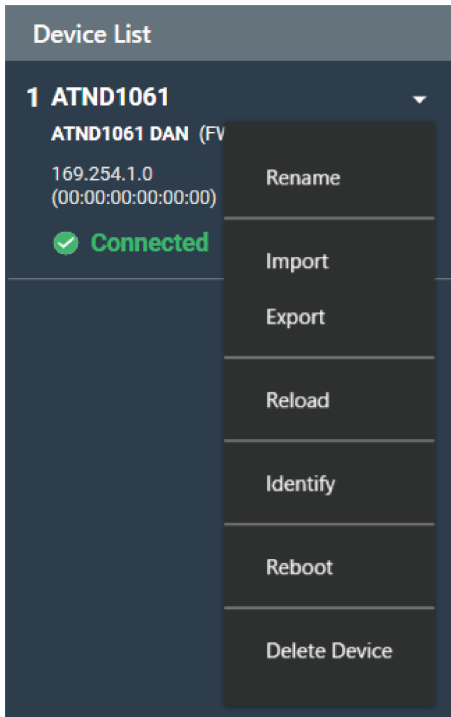 Device List
1 ATND1061
ATND1061 DAN (FW
169.254.1.0
(00:00:00:00:00:00)
Connected
Rename
Import
Export
Reload
Identify
Reboot
Delete Device